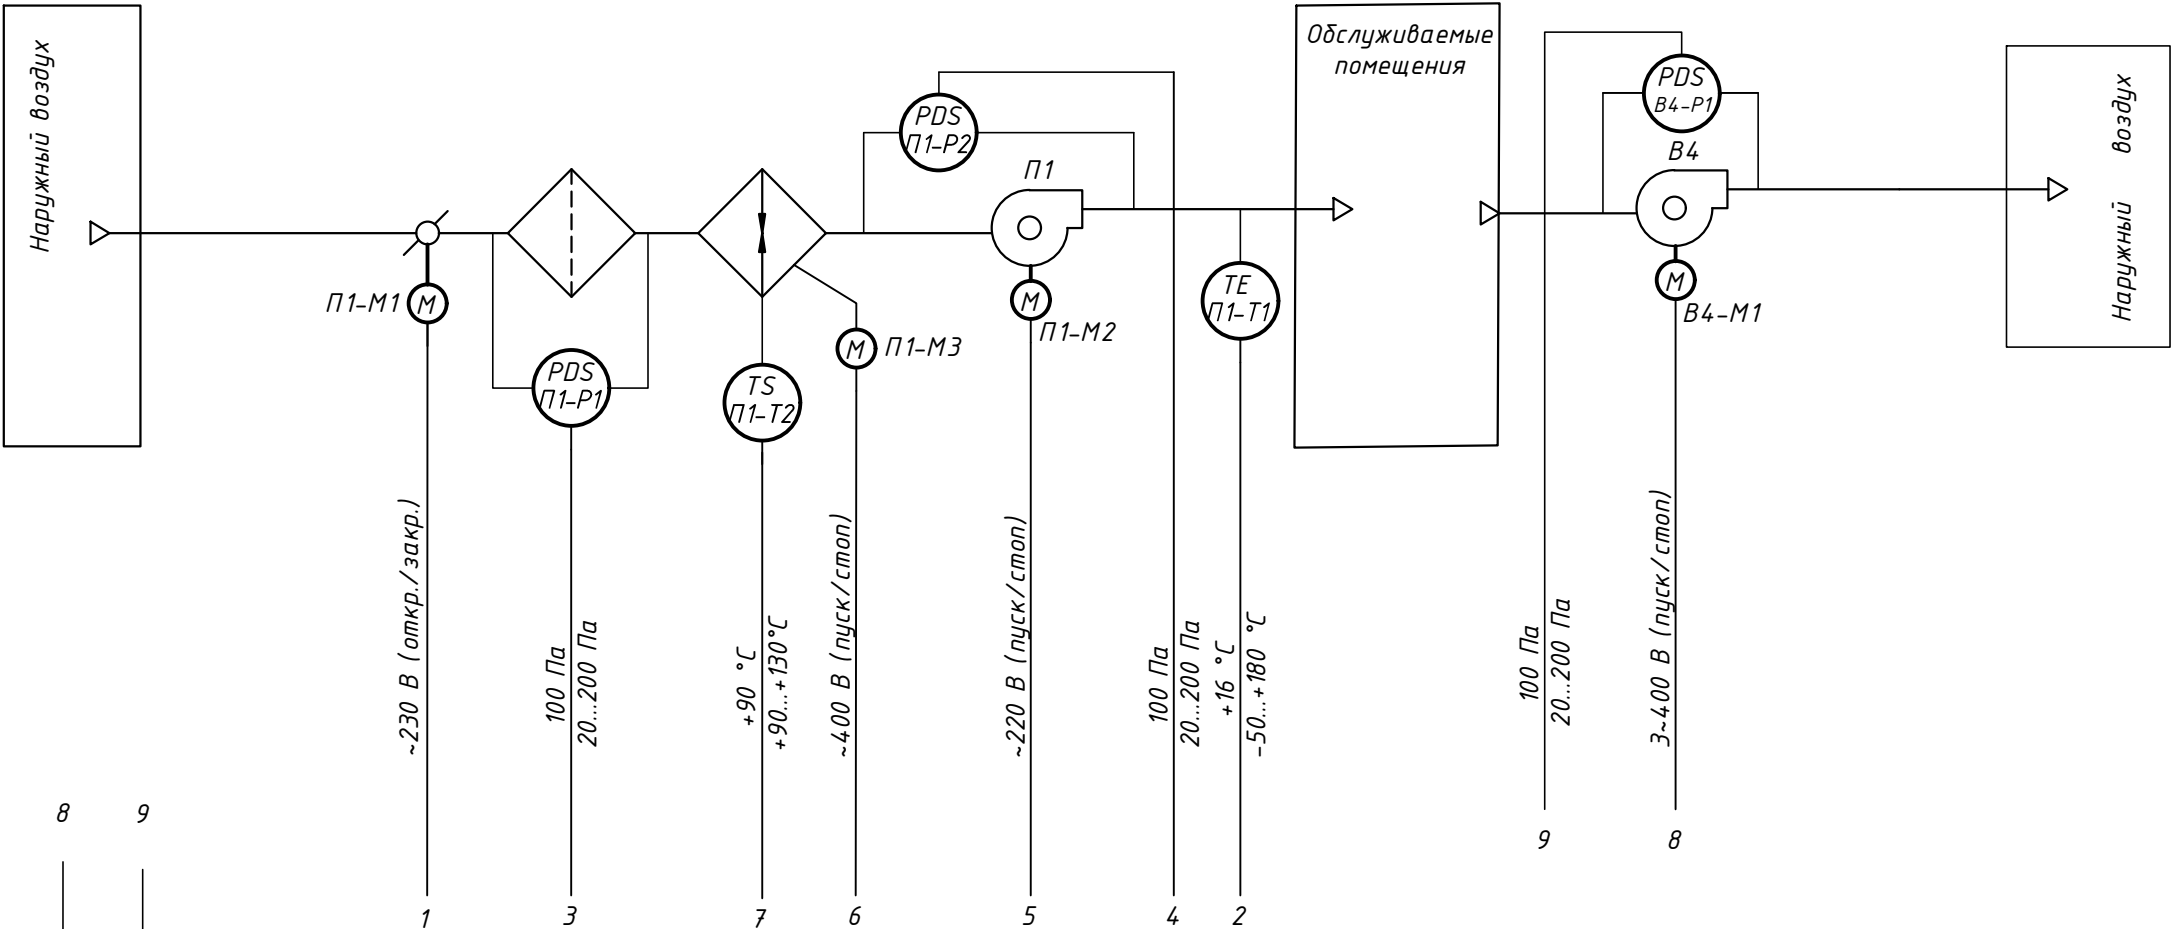 Наружный воздух
Обслуживаемые
помещения
Наружный воздух
PDS
П1-Р2
PDS
В4-Р1
П1
В4
П1-М1
М
PDS
П1-Р1
TS
П1-Т2
М
П1-М3
М
П1-М2
TE
П1-Т1
М
В4-М1
~230 В (откр./закр.)
100 Па
20...200 Па
+90 °С
+90...+130°С
~400 В (пуск/стоп)
~220 В (пуск/стоп)
100 Па
20...200 Па
+16 °С
-50...+180 °С
100 Па
20...200 Па
3~400 В (пуск/стоп)
8
9
9
8
1
3
7
6
5
4
2